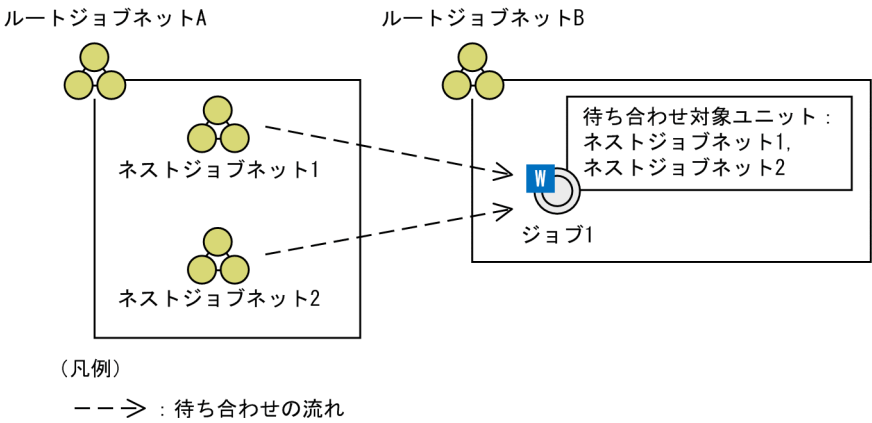 ルートジョブネットA
ルートジョブネットB
待ち合わせ対象ユニット：
ネストジョブネット1,
ネストジョブネット2
ネストジョブネット1
W
ジョブ1
ネストジョブネット2
（凡例）
：待ち合わせの流れ